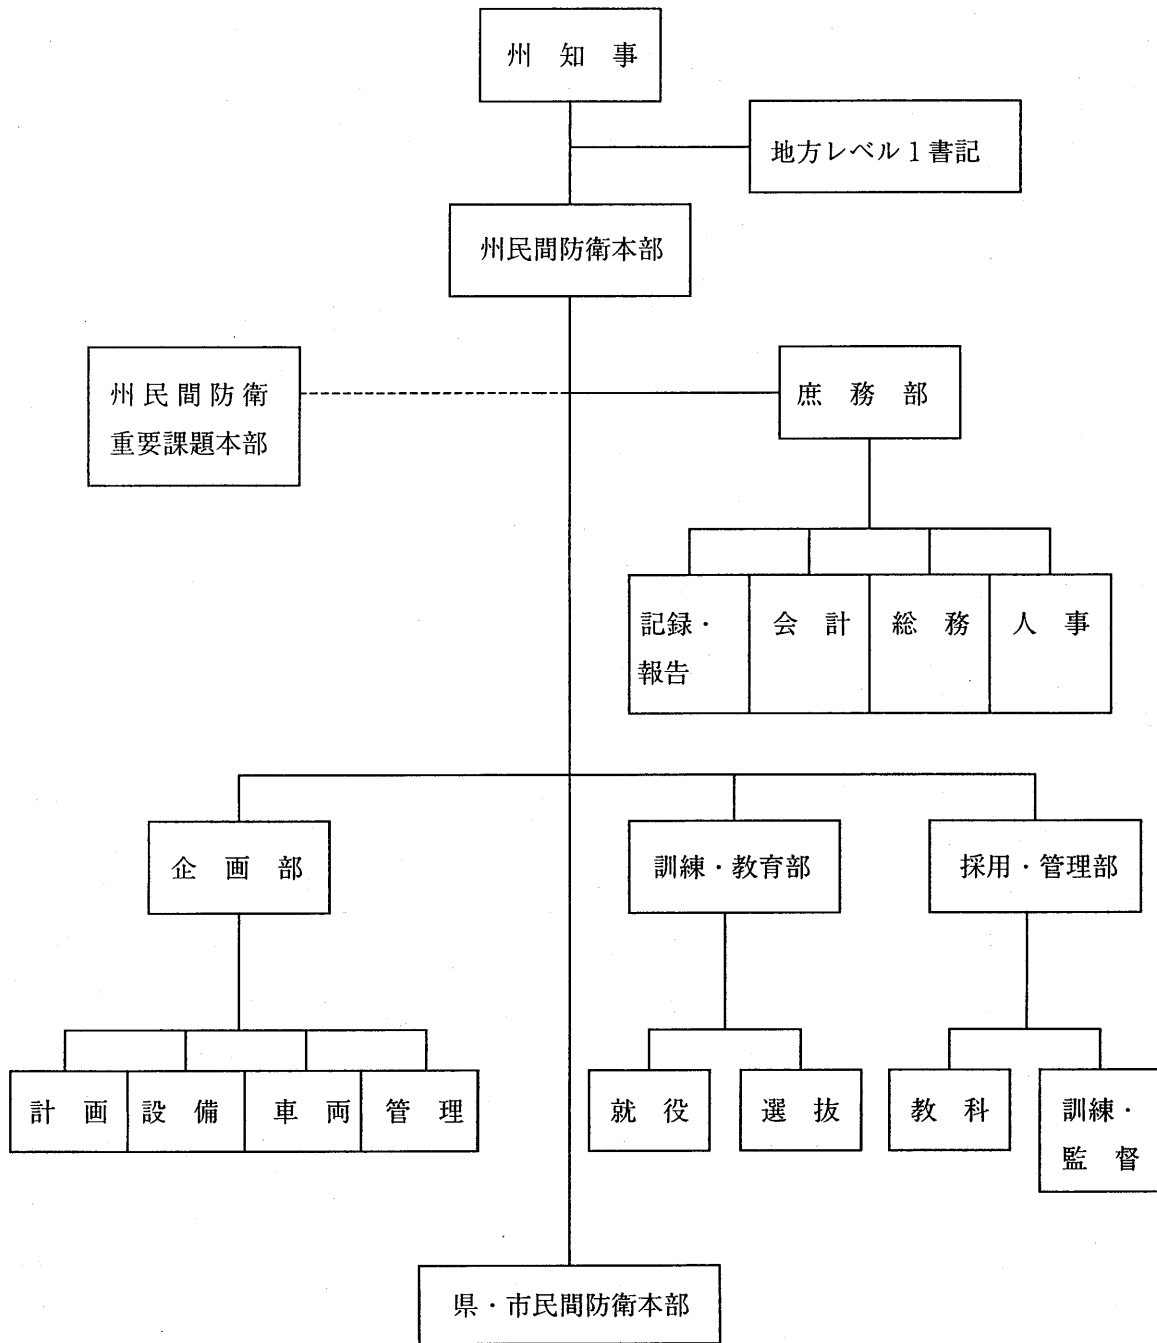 州知事
地方レベル1書記
州民間防衛本部
州民間防衛
重要課題本部
庶務部
記録・
報告
会計
総務
人事
企画部
訓練・教育部
採用・管理部
計画
設備
車両
管理
就役
選抜
教科
訓練・
監督
県・市民間防衛本部